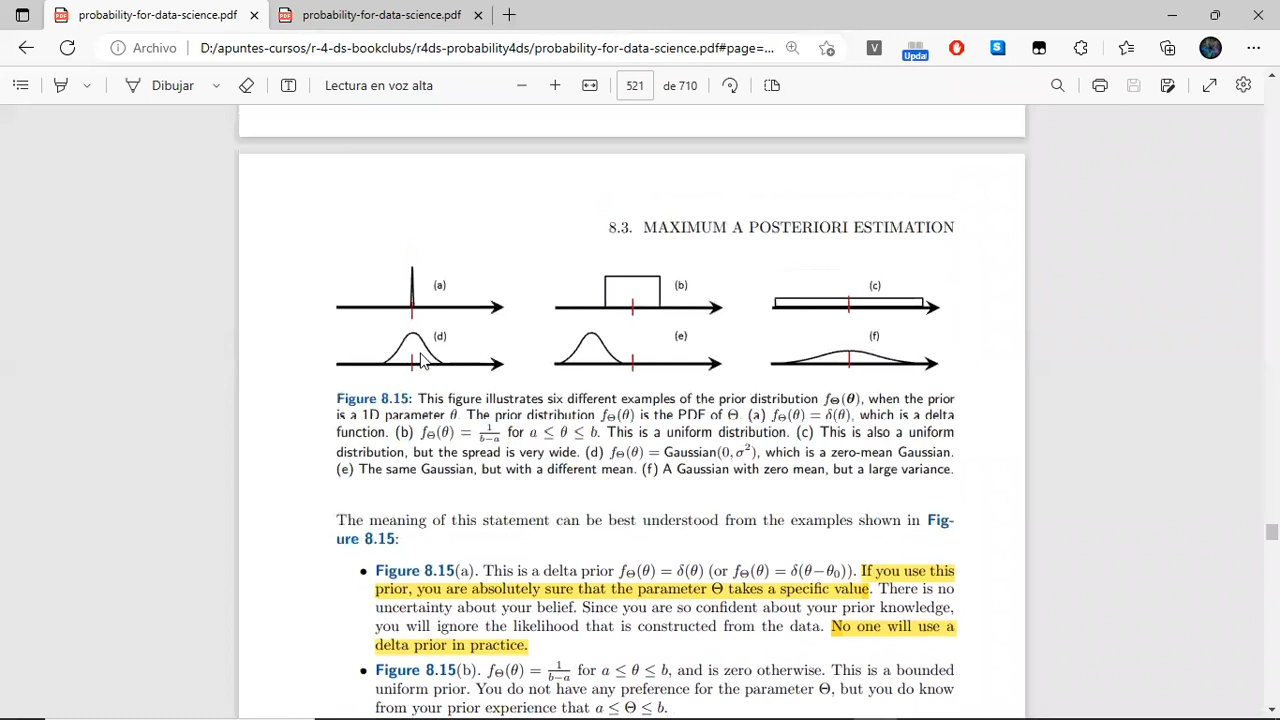 probability-for-data-science.pdf
probability-for-data-science.pdf
Archivo
D:/apuntes-cursos/r-4-ds-bookclubs/r4ds-probability4ds/probability-for-data-science.pdf#page=...
V
Updat
S
Dibujar
Lectura en voz alta
521
de 710
8.3. MAXIMUM A POSTERIORI ESTIMATION
(a)
(b)
(c)
(d)
(e)
(f)
Figure 8.15: This figure illustrates six different examples of the prior distribution f_Θ(θ), when the prior
is a 1D parameter θ. The prior distribution f_Θ(θ) is the PDF of Θ. (a) f_Θ(θ) = δ(θ), which is a delta
function. (b) f_Θ(θ) = 1/(b−a) for a ≤ θ ≤ b. This is a uniform distribution. (c) This is also a uniform
distribution, but the spread is very wide. (d) f_Θ(θ) = Gaussian(0, σ²), which is a zero-mean Gaussian.
(e) The same Gaussian, but with a different mean. (f) A Gaussian with zero mean, but a large variance.
The meaning of this statement can be best understood from the examples shown in Fig-
ure 8.15:
• Figure 8.15(a). This is a delta prior f_Θ(θ) = δ(θ) (or f_Θ(θ) = δ(θ−θ₀)). If you use this
prior, you are absolutely sure that the parameter Θ takes a specific value. There is no
uncertainty about your belief. Since you are so confident about your prior knowledge,
you will ignore the likelihood that is constructed from the data. No one will use a
delta prior in practice.
• Figure 8.15(b). f_Θ(θ) = 1/(b−a) for a ≤ θ ≤ b, and is zero otherwise. This is a bounded
uniform prior. You do not have any preference for the parameter Θ, but you do know
from your prior experience that a ≤ Θ ≤ b.